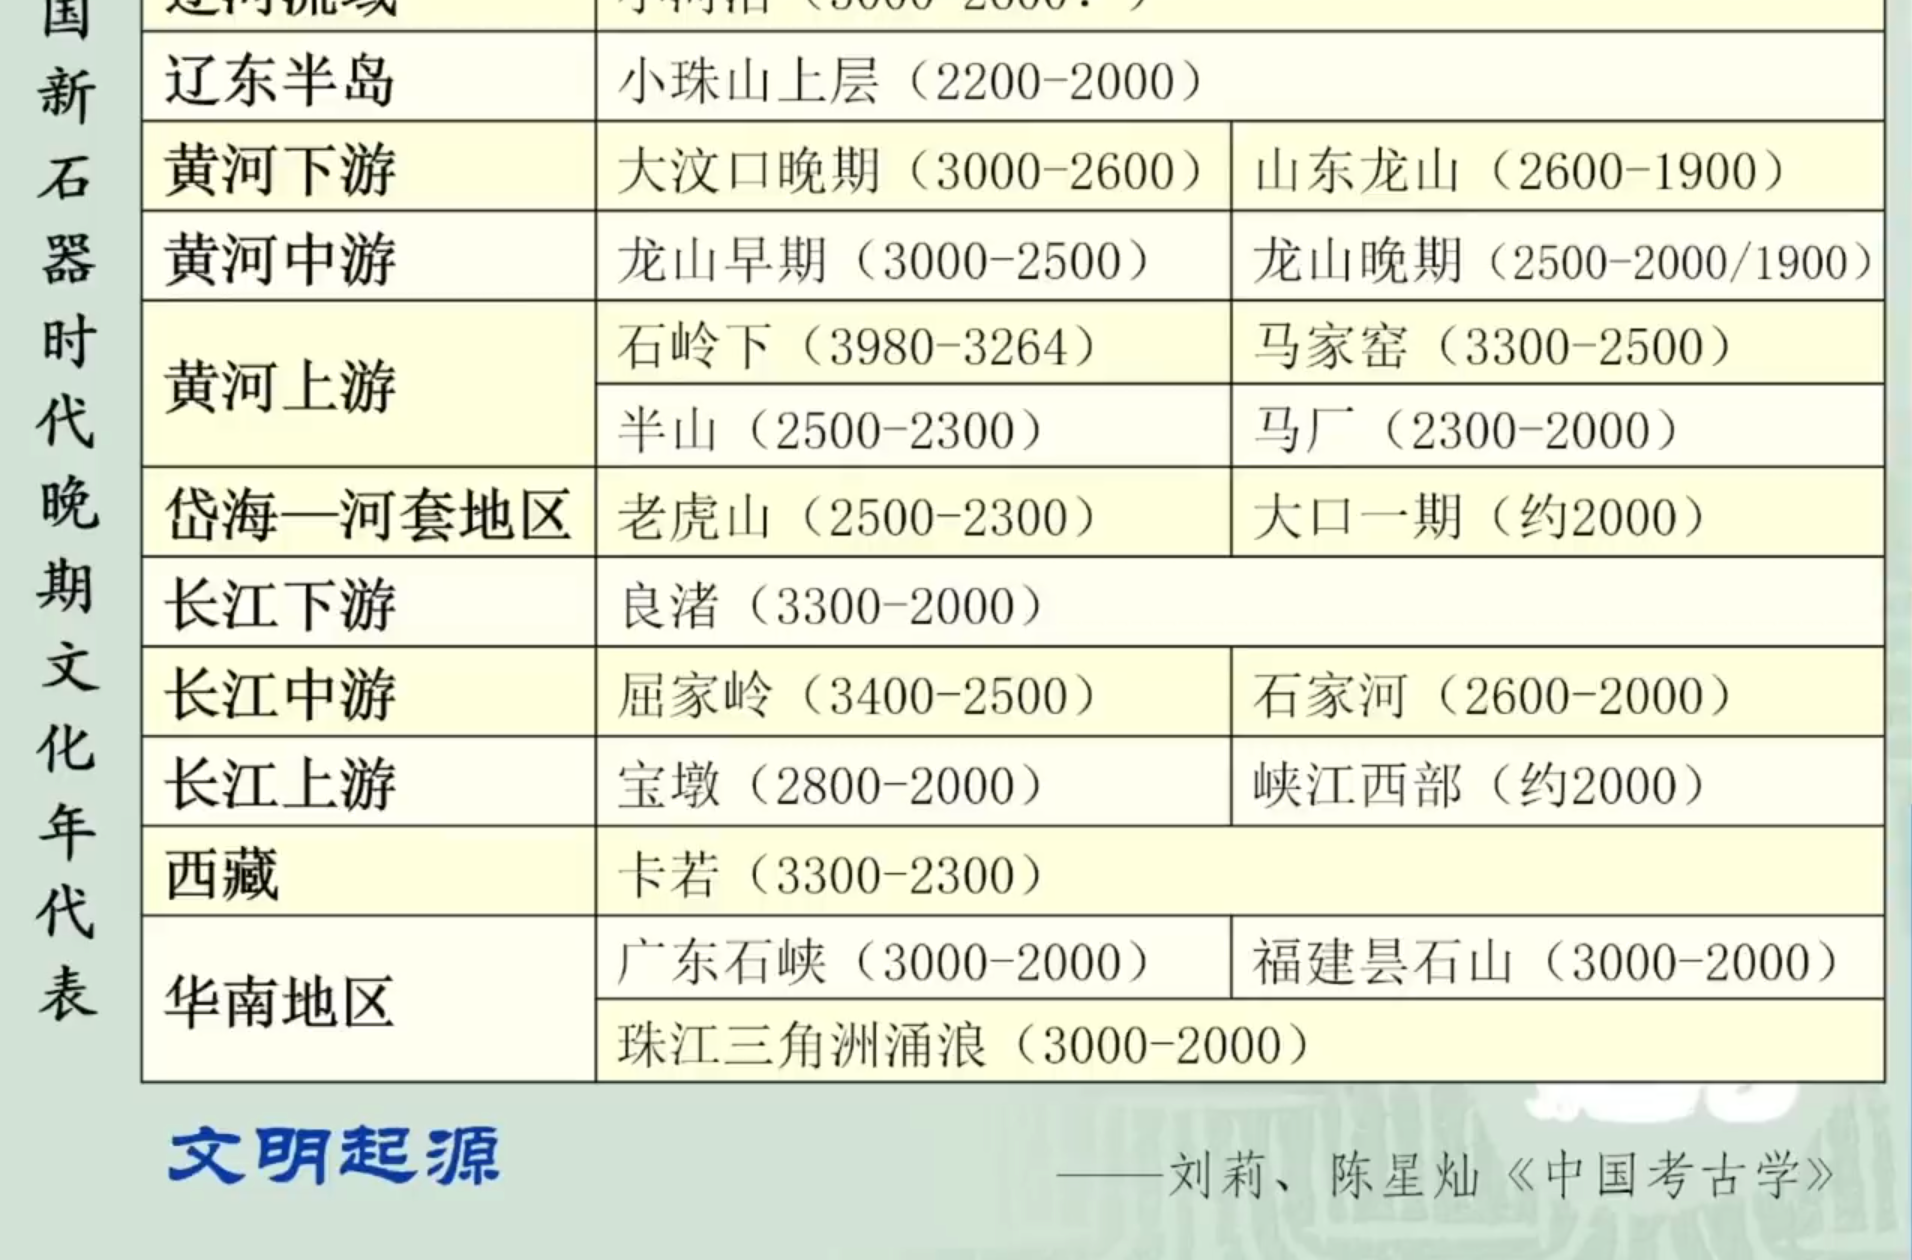 国新石器时代晚期文化年代表
辽东半岛 小珠山上层（2200-2000）
黄河下游 大汶口晚期（3000-2600） 山东龙山（2600-1900）
黄河中游 龙山早期（3000-2500） 龙山晚期（2500-2000/1900）
黄河上游 石岭下（3980-3264） 马家窑（3300-2500）
半山（2500-2300） 马厂（2300-2000）
岱海—河套地区 老虎山（2500-2300） 大口一期（约2000）
长江下游 良渚（3300-2000）
长江中游 屈家岭（3400-2500） 石家河（2600-2000）
长江上游 宝墩（2800-2000） 峡江西部（约2000）
西藏 卡若（3300-2300）
华南地区 广东石峡（3000-2000） 福建昙石山（3000-2000）
珠江三角洲涌浪（3000-2000）
文明起源
——刘莉、陈星灿《中国考古学》